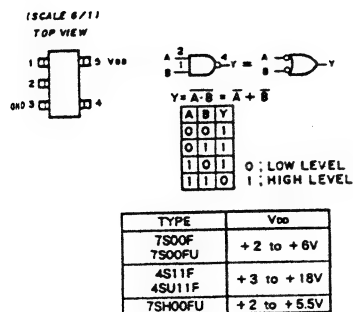 (SCALE 6/1)
TOP VIEW
1 5 VDD
2
GND 3 4
A 2 4 Y = A Y
B 1 B
Y = A·B = A + B
A B Y
0 0 1
0 1 1
1 0 1
1 1 0
0 ; LOW LEVEL
1 ; HIGH LEVEL
TYPE VDD
7S00F +2 to +6V
7S00FU
4S11F +3 to +18V
4SU11F
7SH00FU +2 to +5.5V